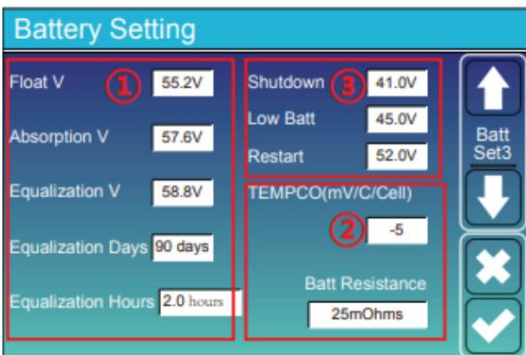 Battery Setting
Float V ① 55.2V
Absorption V 57.6V
Equalization V 58.8V
Equalization Days 90 days
Equalization Hours 2.0 hours
Shutdown ③ 41.0V
Low Batt 45.0V
Restart 52.0V
TEMPCO(mV/C/Cell)
② -5
Batt Resistance
25mOhms
Batt
Set3